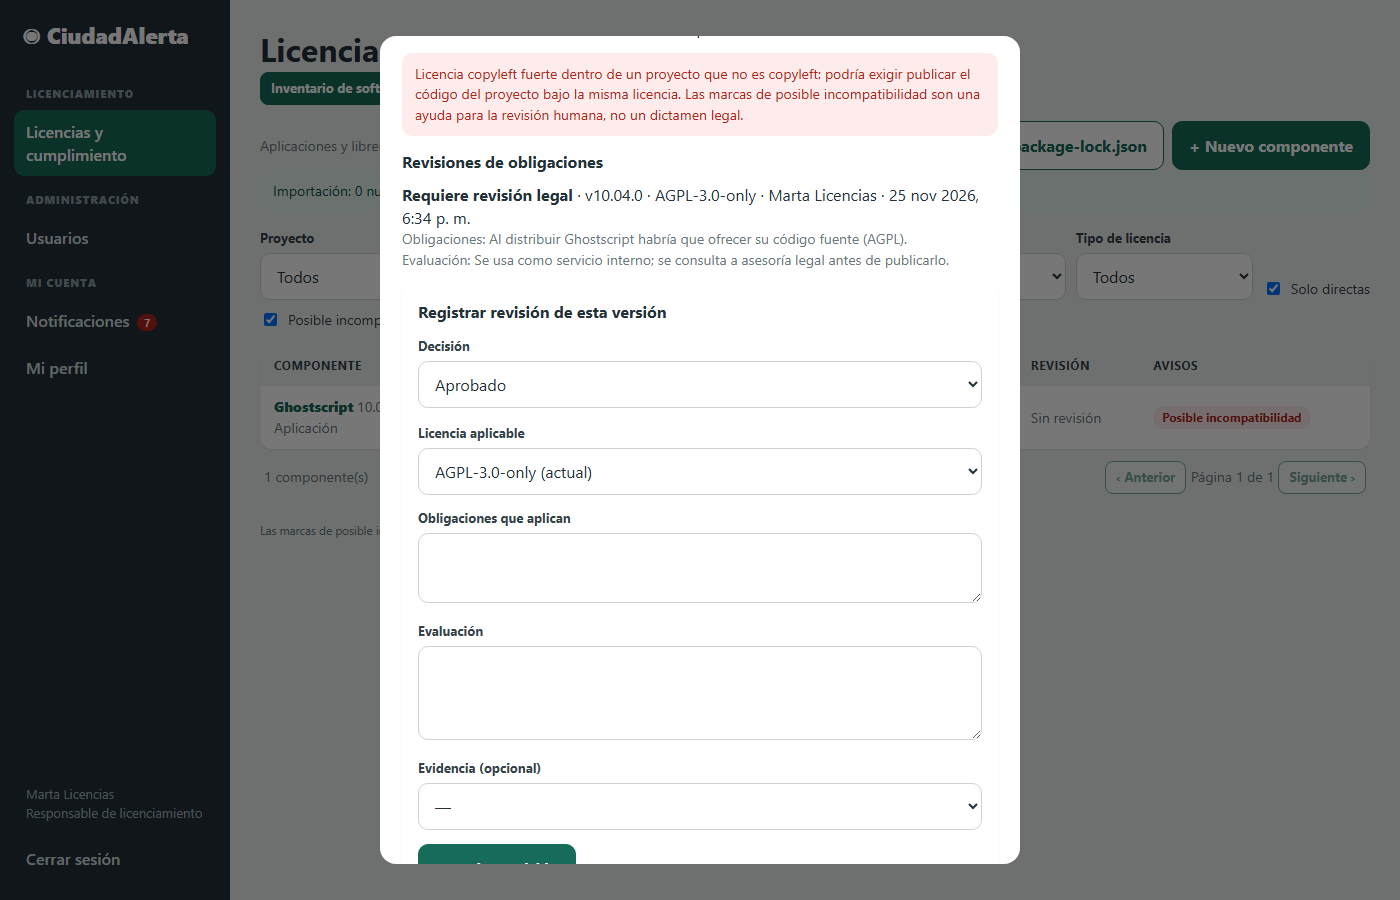 CiudadAlerta
LICENCIAMIENTO
Licencias y
cumplimiento
ADMINISTRACIÓN
Usuarios
MI CUENTA
Notificaciones 7
Mi perfil
Marta Licencias
Responsable de licenciamiento
Cerrar sesión
Licencia
Inventario de soft
Aplicaciones y libre
package-lock.json
+ Nuevo componente
Importación: 0 nu
Proyecto
Todos
Tipo de licencia
Todos
Solo directas
Posible incomp
COMPONENTE
REVISIÓN
AVISOS
Ghostscript 10.0
Aplicación
Sin revisión
Posible incompatibilidad
1 componente(s)
‹ Anterior
Página 1 de 1
Siguiente ›
Las marcas de posible i
Licencia copyleft fuerte dentro de un proyecto que no es copyleft: podría exigir publicar el
código del proyecto bajo la misma licencia. Las marcas de posible incompatibilidad son una
ayuda para la revisión humana, no un dictamen legal.
Revisiones de obligaciones
Requiere revisión legal · v10.04.0 · AGPL-3.0-only · Marta Licencias · 25 nov 2026,
6:34 p. m.
Obligaciones: Al distribuir Ghostscript habría que ofrecer su código fuente (AGPL).
Evaluación: Se usa como servicio interno; se consulta a asesoría legal antes de publicarlo.
Registrar revisión de esta versión
Decisión
Aprobado
Licencia aplicable
AGPL-3.0-only (actual)
Obligaciones que aplican
Evaluación
Evidencia (opcional)
—